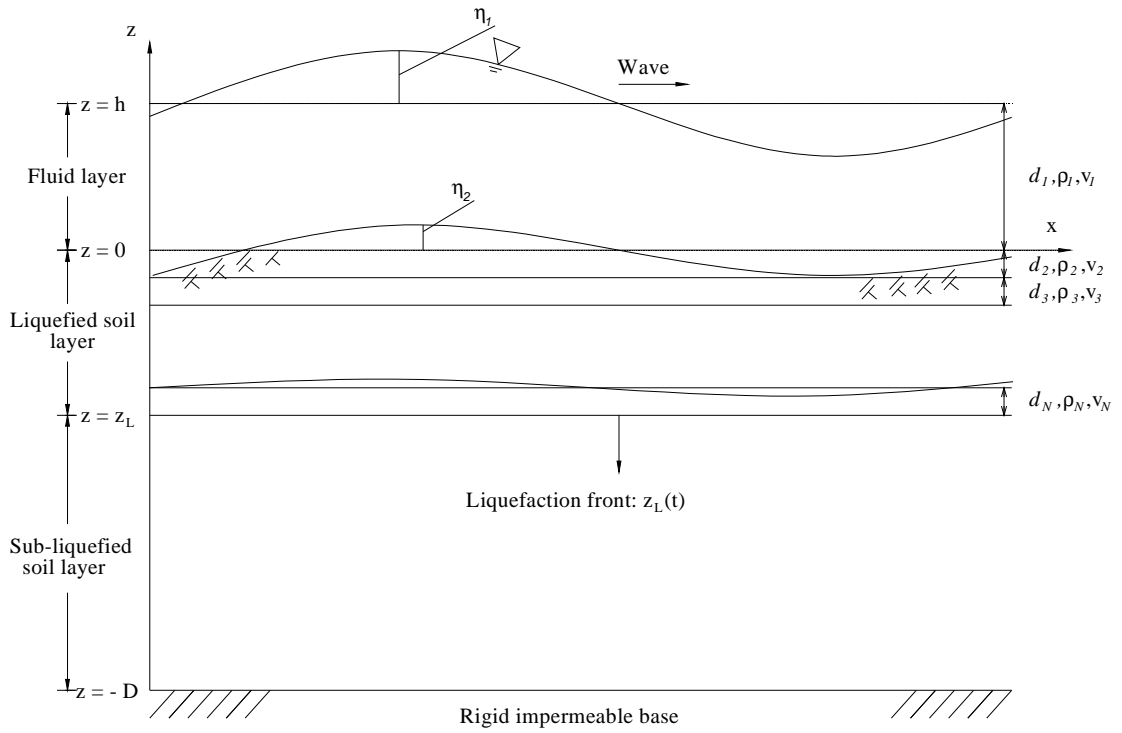 z
η1
Wave
z = h
Fluid layer
d1,ρ1,ν1
η2
x
z = 0
d2,ρ2,ν2
d3,ρ3,ν3
Liquefied soil
layer
z = zL
dN,ρN,νN
Liquefaction front: zL(t)
Sub-liquefied
soil layer
z = - D
Rigid impermeable base